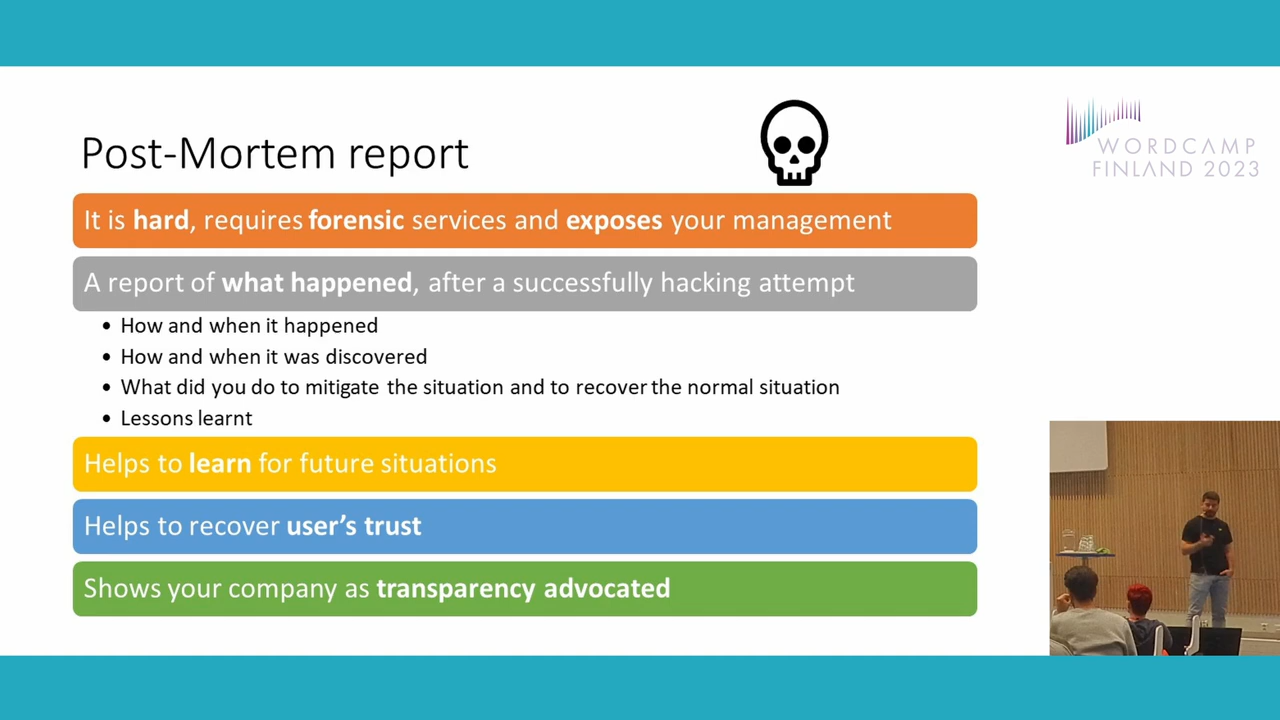 Post-Mortem report
WORDCAMP
FINLAND 2023
It is hard, requires forensic services and exposes your management
A report of what happened, after a successfully hacking attempt
• How and when it happened
• How and when it was discovered
• What did you do to mitigate the situation and to recover the normal situation
• Lessons learnt
Helps to learn for future situations
Helps to recover user’s trust
Shows your company as transparency advocated